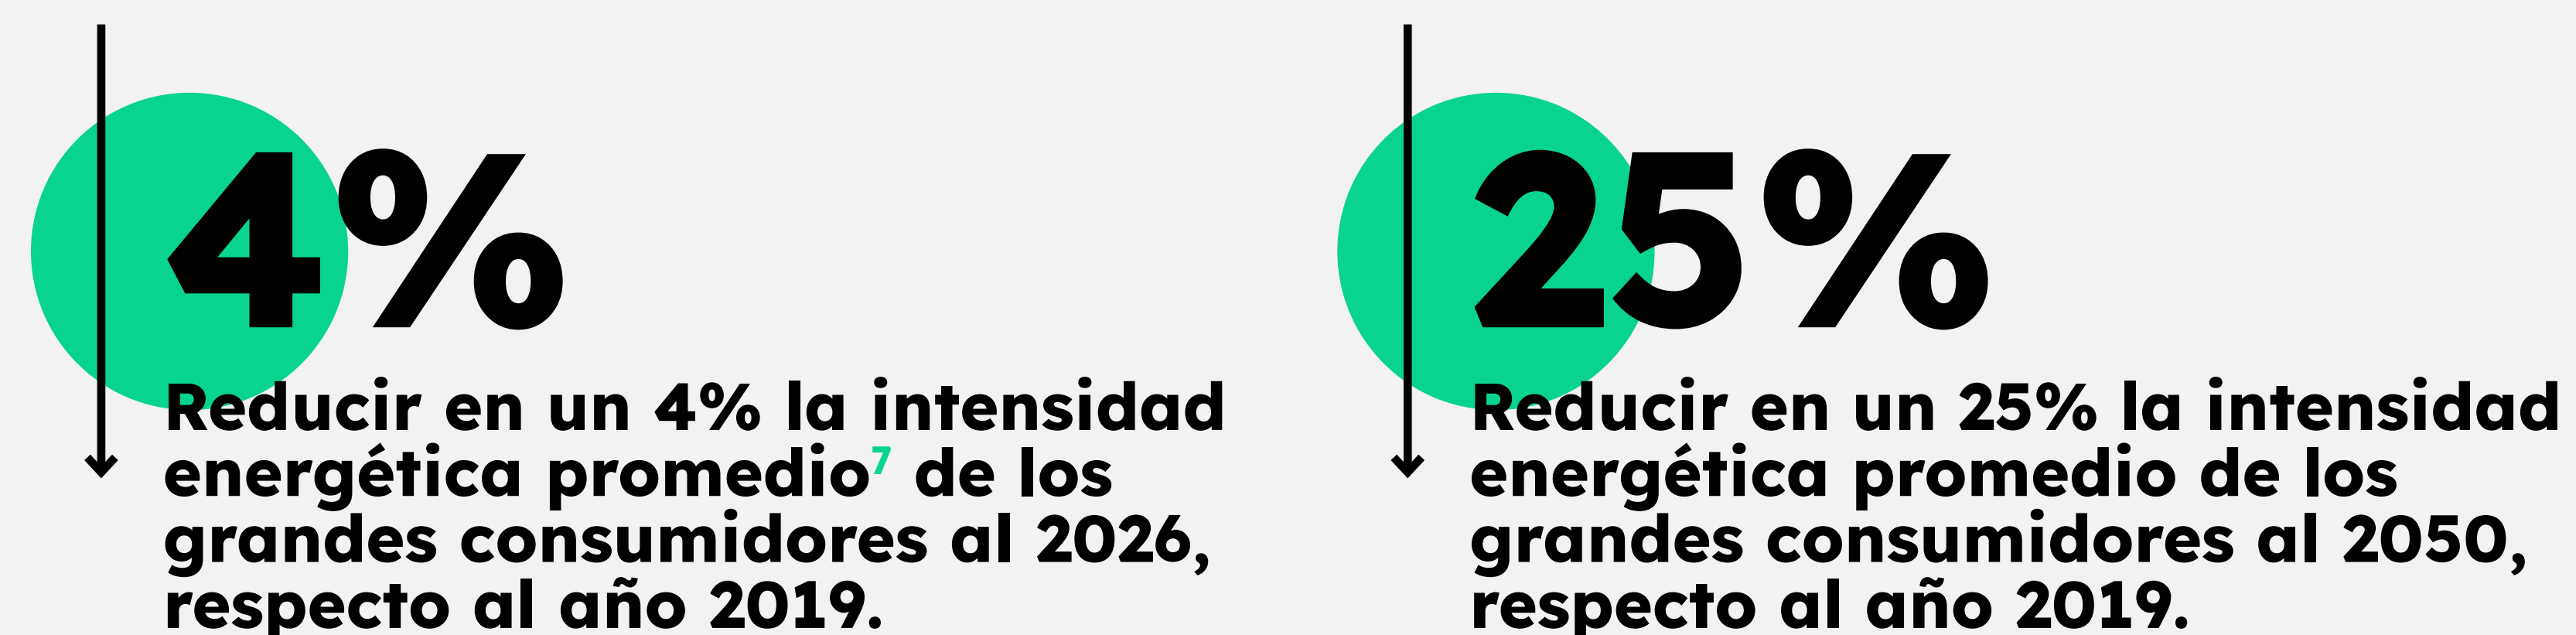 4%
Reducir en un 4% la intensidad
energética promedio⁷ de los
grandes consumidores al 2026,
respecto al año 2019.
25%
Reducir en un 25% la intensidad
energética promedio de los
grandes consumidores al 2050,
respecto al año 2019.